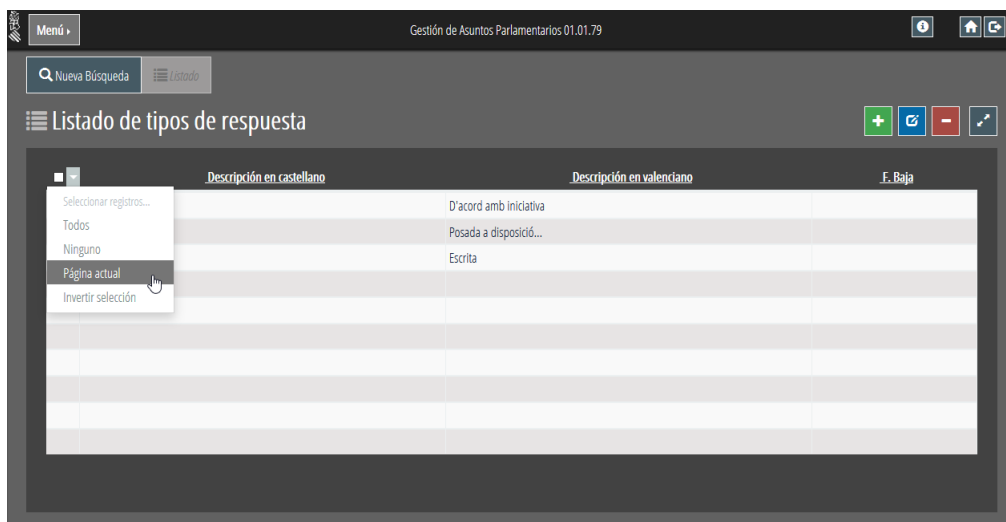 Menú
Gestión de Asuntos Parlamentarios 01.01.79
Nueva Búsqueda
Listado
Listado de tipos de respuesta
Descripción en castellano
Descripción en valenciano
F. Baja
Seleccionar registros...
Todos
Ninguno
Página actual
Invertir selección
D'acord amb iniciativa
Posada a disposició...
Escrita